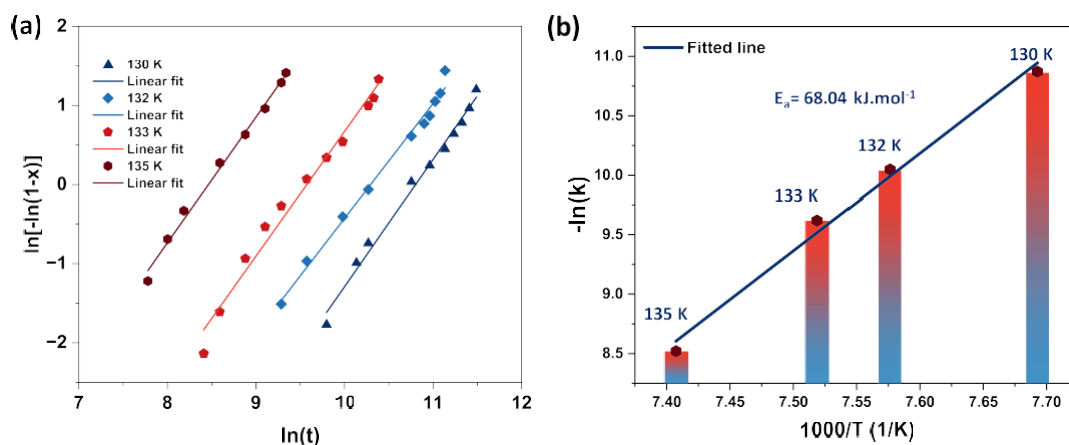 (a)
2
1
0
−1
−2
ln[-ln(1-x)]
130 K
Linear fit
132 K
Linear fit
133 K
Linear fit
135 K
Linear fit
7 8 9 10 11 12
ln(t)
(b)
Fitted line
Eₐ= 68.04 kJ.mol⁻¹
130 K
132 K
133 K
135 K
11.0
10.5
10.0
9.5
9.0
8.5
-ln(k)
7.40 7.45 7.50 7.55 7.60 7.65 7.70
1000/T (1/K)